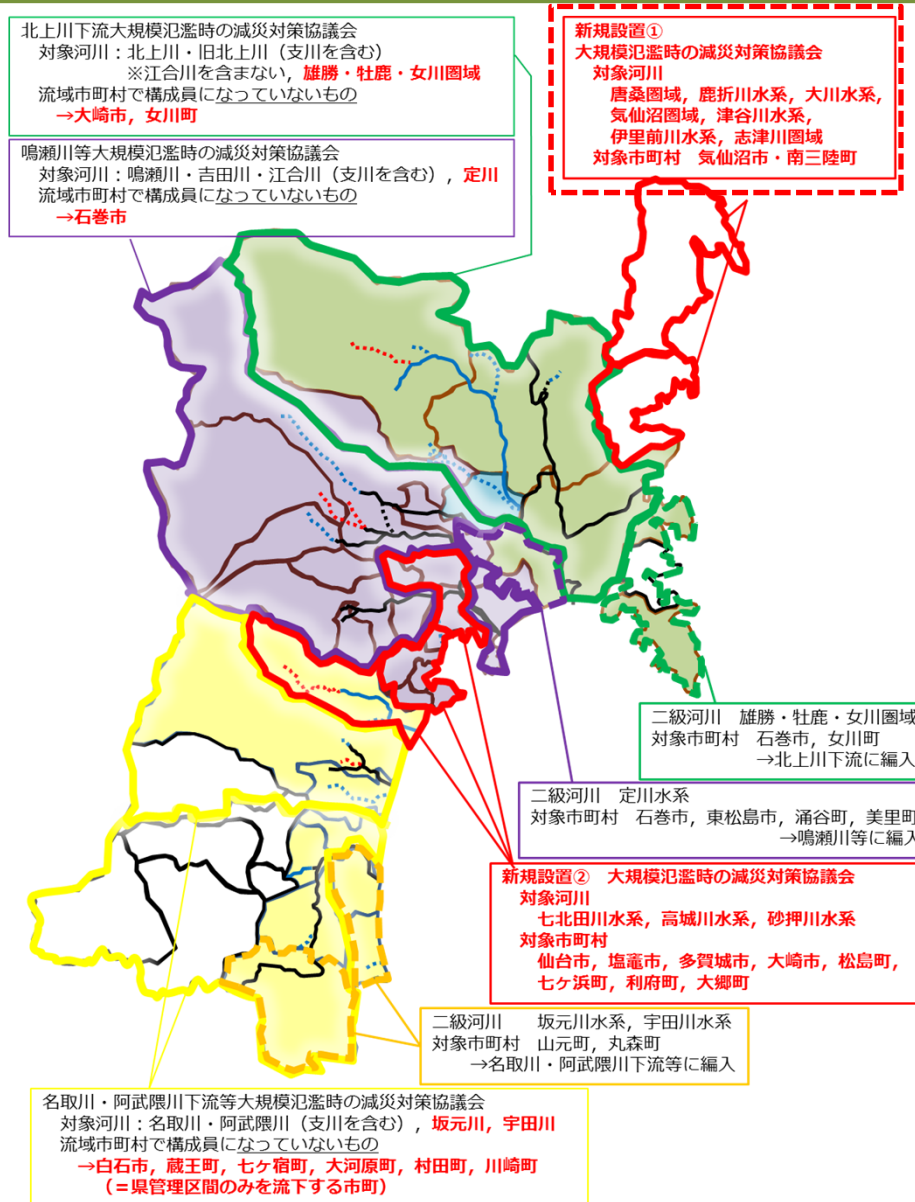 北上川下流大規模氾濫時の減災対策協議会
対象河川：北上川・旧北上川（支川を含む）
※江合川を含まない，雄勝・牡鹿・女川圏域
流域市町村で構成員になっていないもの
→大崎市，女川町
鳴瀬川等大規模氾濫時の減災対策協議会
対象河川：鳴瀬川・吉田川・江合川（支川を含む），定川
流域市町村で構成員になっていないもの
→石巻市
新規設置①
大規模氾濫時の減災対策協議会
対象河川
唐桑圏域，鹿折川水系，大川水系，
気仙沼圏域，津谷川水系，
伊里前川水系，志津川圏域
対象市町村　気仙沼市・南三陸町
二級河川　雄勝・牡鹿・女川圏域
対象市町村　石巻市，女川町
→北上川下流に編入
二級河川　定川水系
対象市町村　石巻市，東松島市，涌谷町，美里町
→鳴瀬川等に編入
新規設置②　大規模氾濫時の減災対策協議会
対象河川
七北田川水系，高城川水系，砂押川水系
対象市町村
仙台市，塩竈市，多賀城市，大崎市，松島町，
七ヶ浜町，利府町，大郷町
二級河川　坂元川水系，宇田川水系
対象市町村　山元町，丸森町
→名取川・阿武隈川下流等に編入
名取川・阿武隈川下流等大規模氾濫時の減災対策協議会
対象河川：名取川・阿武隈川（支川を含む），坂元川，宇田川
流域市町村で構成員になっていないもの
→白石市，蔵王町，七ヶ宿町，大河原町，村田町，川崎町
（＝県管理区間のみを流下する市町）